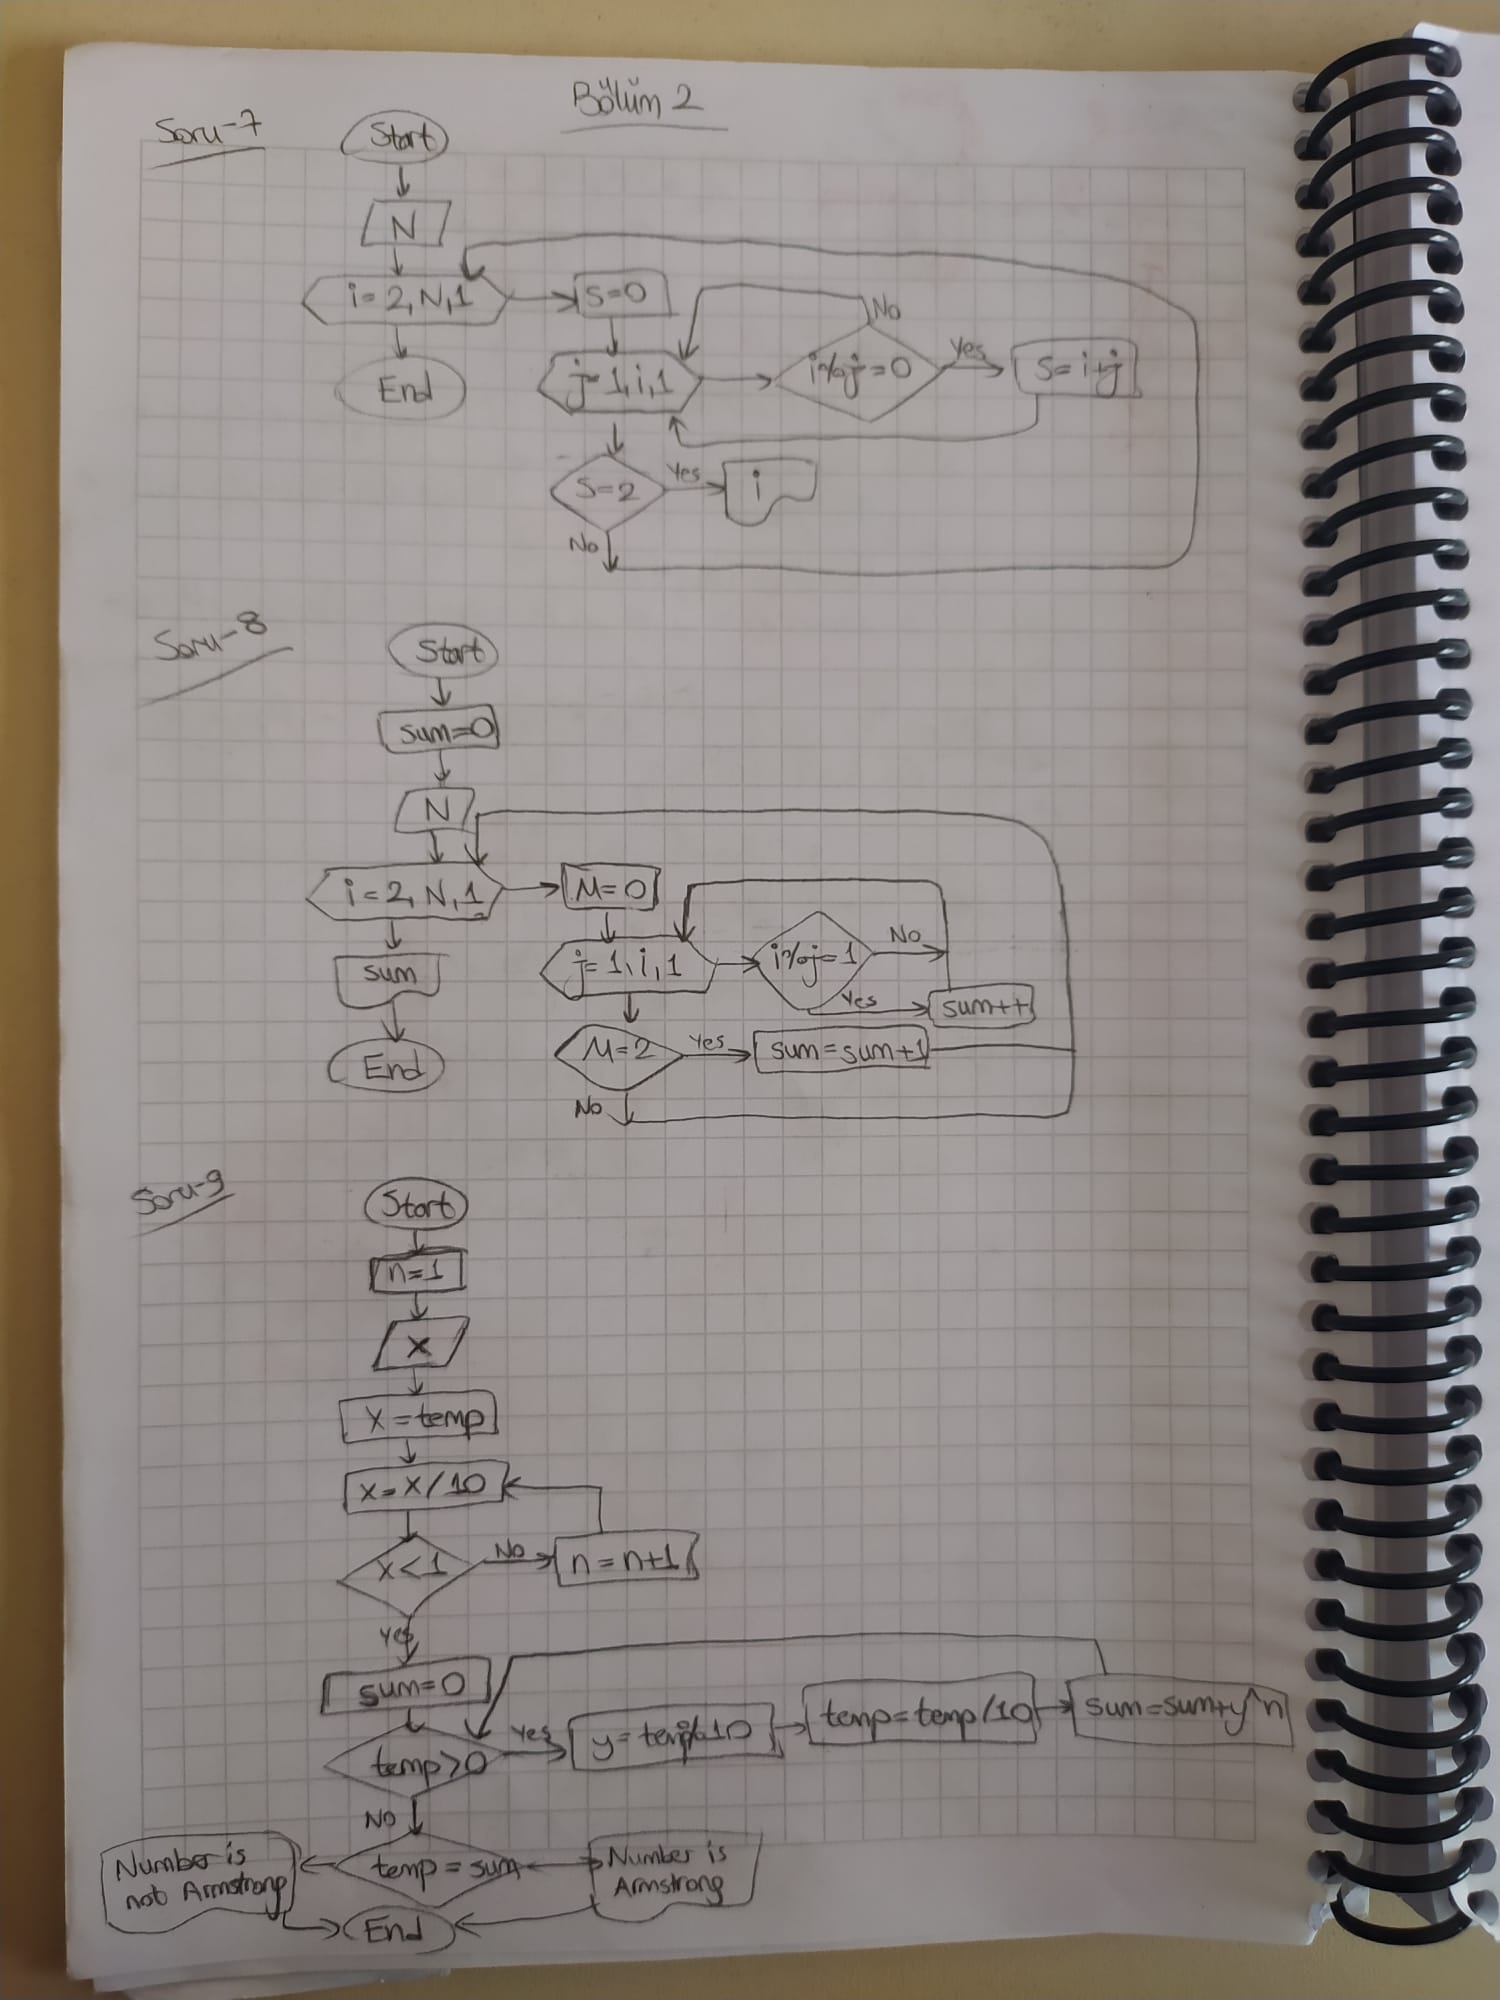 Bölüm 2
Soru-7
Start
N
i=2,N,1
End
S=0
j=1,i,1
i%j=0
No
Yes
S=i+j
S=2
Yes
i
No
Soru-8
Start
sum=0
N
i=2,N,1
sum
End
M=0
j=1,i,1
i%j=1
No
Yes
sum++
M=2
Yes
sum=sum+1
No
Soru-9
Start
n=1
x
x=temp
x=x/10
x<1
No
n=n+1
Yes
sum=0
temp>0
Yes
y=temp%10
temp=temp/10
sum=sum+y^n
No
temp=sum
Number is
not Armstrong
Number is
Armstrong
End